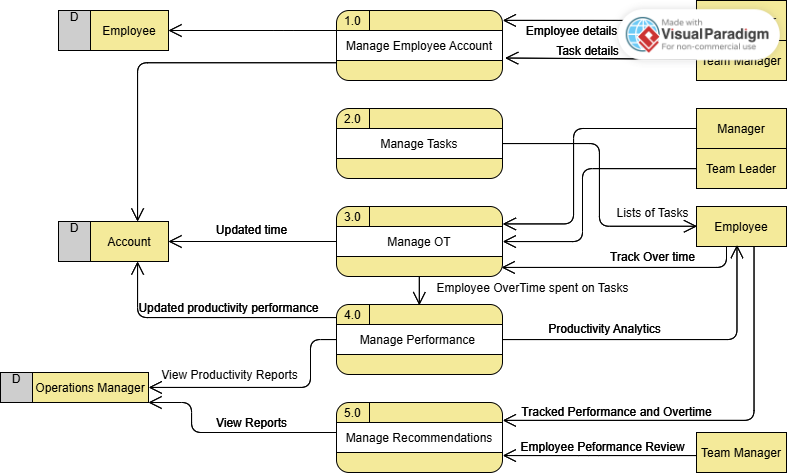 D
Employee
1.0
Manage Employee Account
Employee details
Task details
Made with
Visual Paradigm
For non-commercial use
Team Manager
2.0
Manage Tasks
Manager
Team Leader
Lists of Tasks
Employee
D
Account
Updated time
3.0
Manage OT
Track Over time
Employee OverTime spent on Tasks
Updated productivity performance
4.0
Manage Performance
Productivity Analytics
View Productivity Reports
D
Operations Manager
View Reports
5.0
Manage Recommendations
Tracked Performance and Overtime
Employee Peformance Review
Team Manager